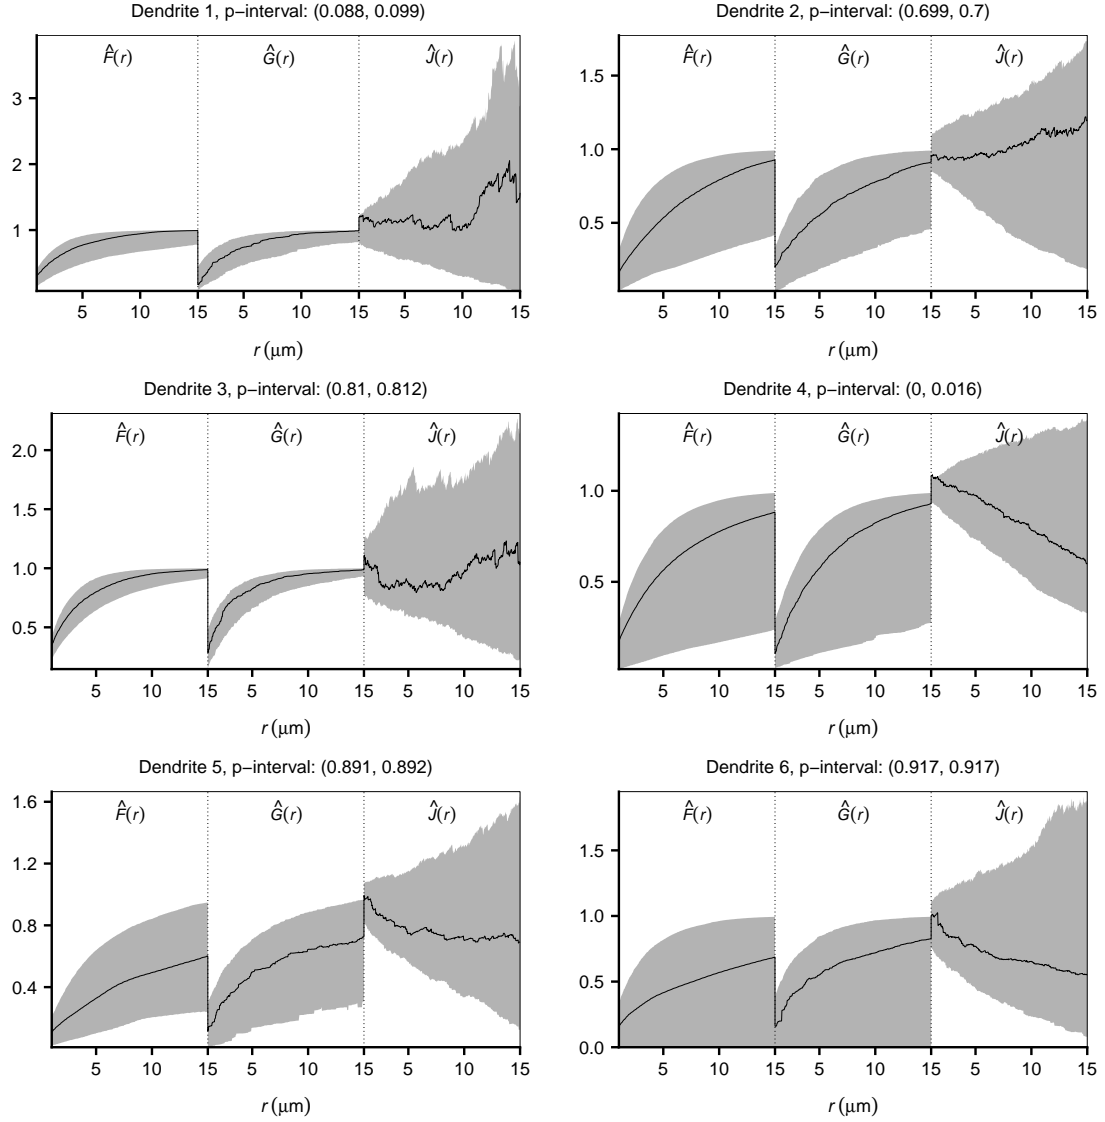 Dendrite 1, p−interval: (0.088, 0.099)
F̂(r) Ĝ(r) Ĵ(r)
3
2
1
5 10 15 5 10 15 5 10 15
r (μm)
Dendrite 2, p−interval: (0.699, 0.7)
F̂(r) Ĝ(r) Ĵ(r)
1.5
1.0
0.5
5 10 15 5 10 15 5 10 15
r (μm)
Dendrite 3, p−interval: (0.81, 0.812)
F̂(r) Ĝ(r) Ĵ(r)
2.0
1.5
1.0
0.5
5 10 15 5 10 15 5 10 15
r (μm)
Dendrite 4, p−interval: (0, 0.016)
F̂(r) Ĝ(r) Ĵ(r)
1.0
0.5
5 10 15 5 10 15 5 10 15
r (μm)
Dendrite 5, p−interval: (0.891, 0.892)
F̂(r) Ĝ(r) Ĵ(r)
1.6
1.2
0.8
0.4
5 10 15 5 10 15 5 10 15
r (μm)
Dendrite 6, p−interval: (0.917, 0.917)
F̂(r) Ĝ(r) Ĵ(r)
1.5
1.0
0.5
0.0
5 10 15 5 10 15 5 10 15
r (μm)